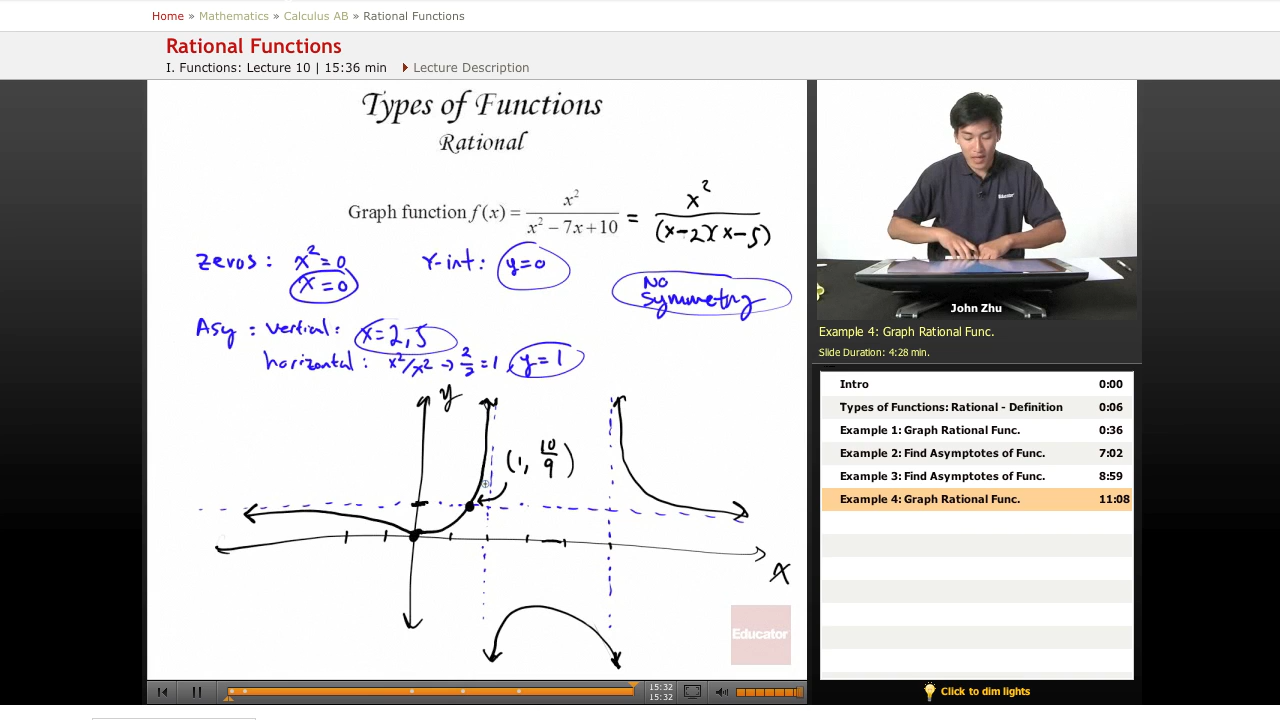 Home » Mathematics » Calculus AB » Rational Functions
Rational Functions
I. Functions: Lecture 10 | 15:36 min
Lecture Description
Types of Functions
Rational
Graph function f(x) = x² / (x² − 7x + 10) = x² / (x−2)(x−5)
zeros: x² = 0
x = 0
Y-int: y=0
No
symmetry
Asy: vertical: x=2,5
horizontal: x²/x² → 2/2 = 1, y=1
y
(1, 10/9)
x
Educator
15:32
15:32
Educator
John Zhu
Example 4: Graph Rational Func.
Slide Duration: 4:28 min.
Intro 0:00
Types of Functions: Rational - Definition 0:06
Example 1: Graph Rational Func. 0:36
Example 2: Find Asymptotes of Func. 7:02
Example 3: Find Asymptotes of Func. 8:59
Example 4: Graph Rational Func. 11:08
Click to dim lights